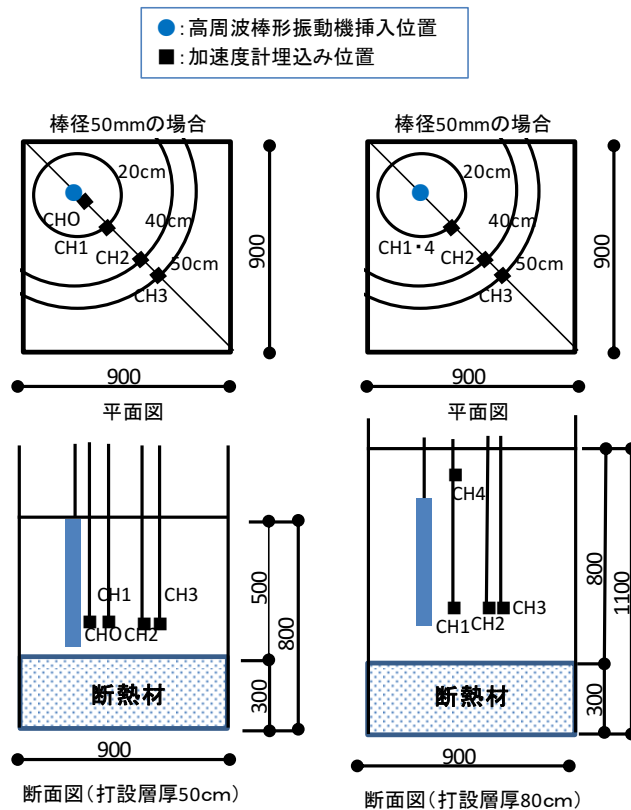 ●:高周波棒形振動機挿入位置
■:加速度計埋込み位置
棒径50mmの場合
20cm
CHO
CH1
40cm
CH2
50cm
CH3
900
900
平面図
棒径50mmの場合
20cm
CH1・4
40cm
CH2
50cm
CH3
900
900
平面図
CH1
CH3
CHO
CH2
500
800
300
断熱材
900
断面図(打設層厚50cm)
CH4
CH3
CH1
CH2
800
1100
300
断熱材
900
断面図(打設層厚80cm)